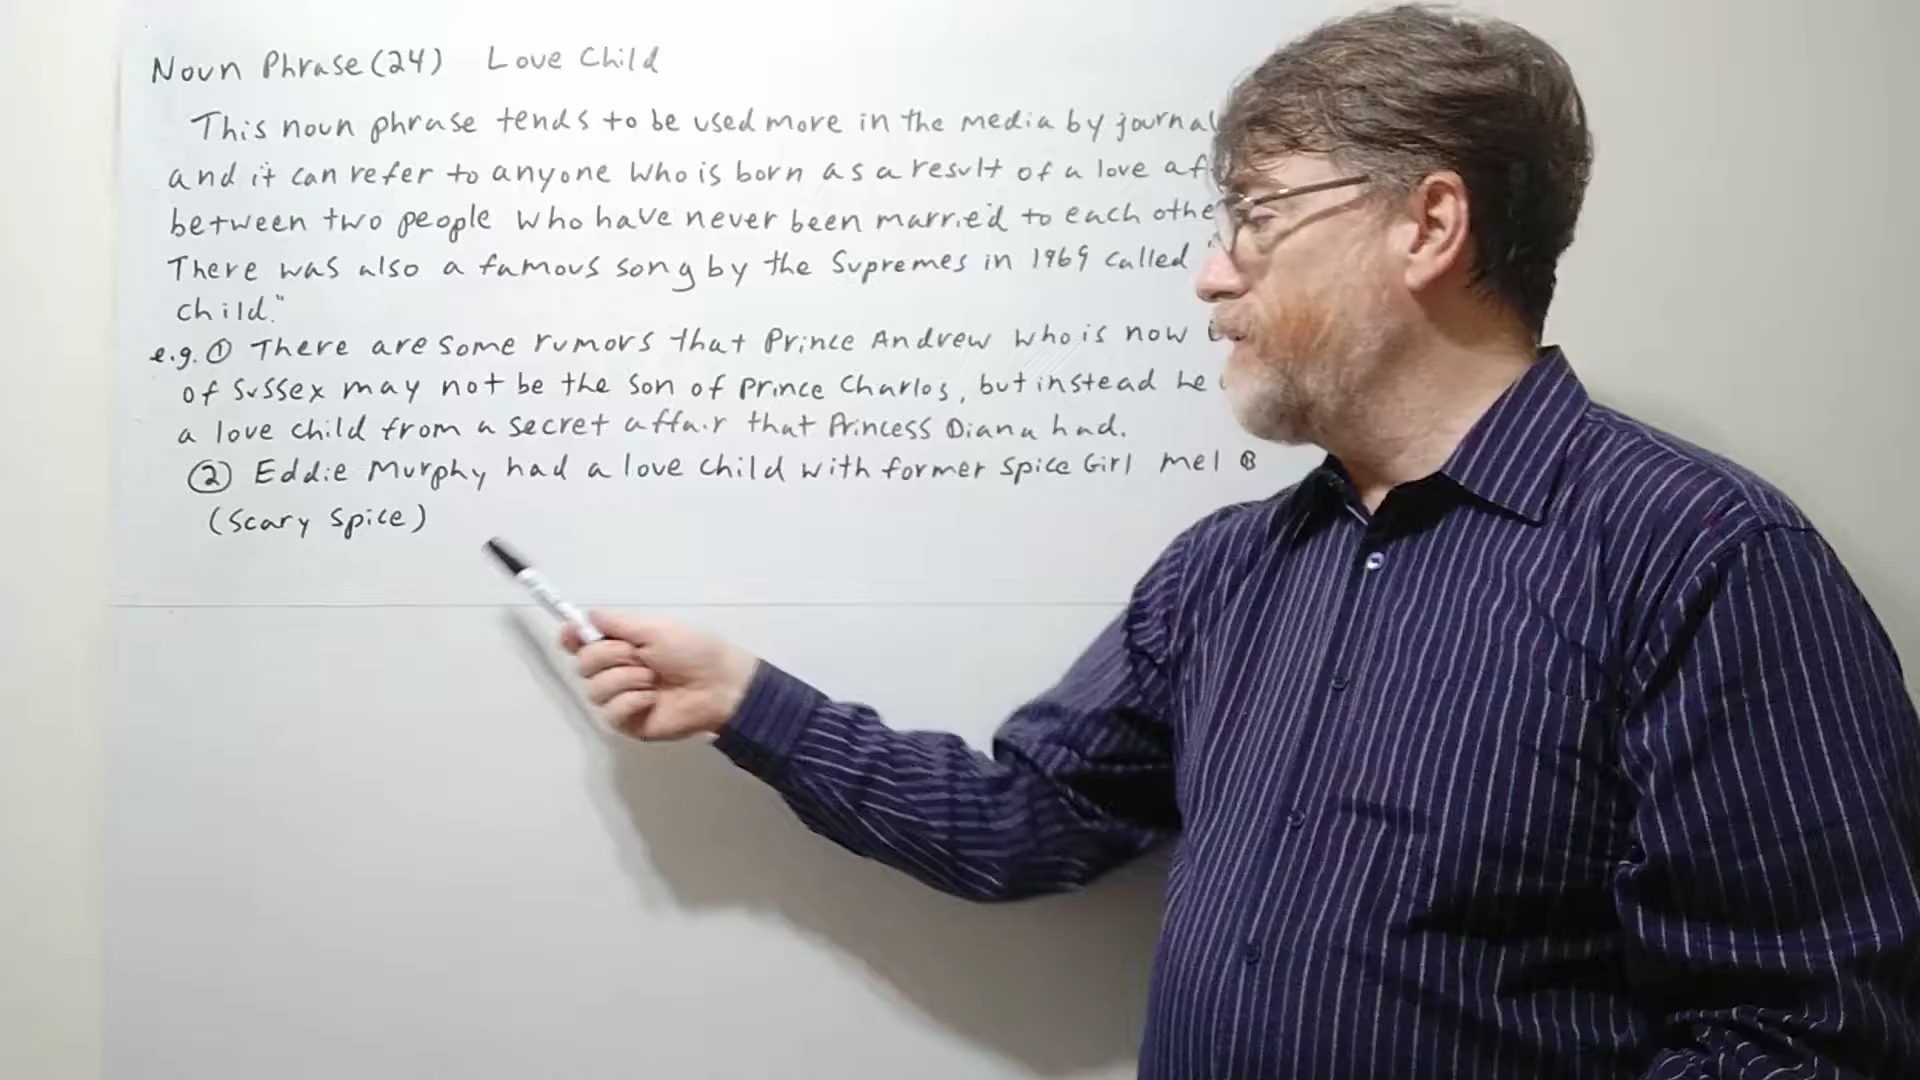 Noun Phrase (24) Love Child
This noun phrase tends to be used more in the media by journal
and it can refer to anyone who is born as a result of a love af
between two people who have never been married to each othe
There was also a famous song by the Supremes in 1969 called "
child."
e.g. ① There are some rumors that Prince Andrew who is now
of Sussex may not be the son of Prince Charlos, but instead he
a love child from a secret affair that Princess Diana had.
② Eddie Murphy had a love child with former Spice Girl Mel B
(Scary Spice)